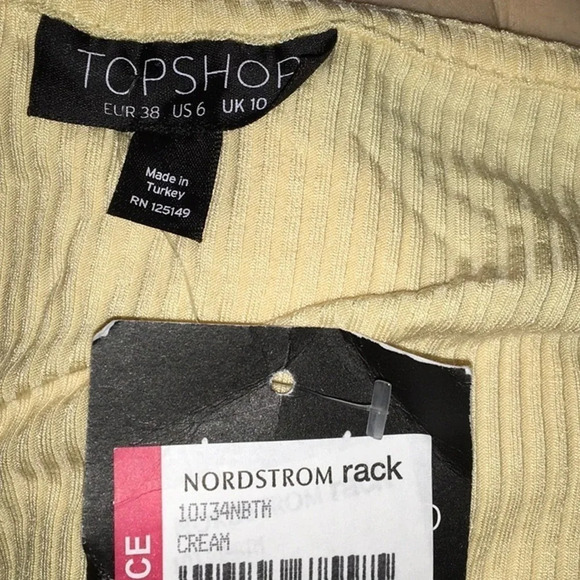 TOPSHOP
EUR 38 US 6 UK 10
Made in
Turkey
RN 125149
NORDSTROM rack
10J34NBTM
CREAM